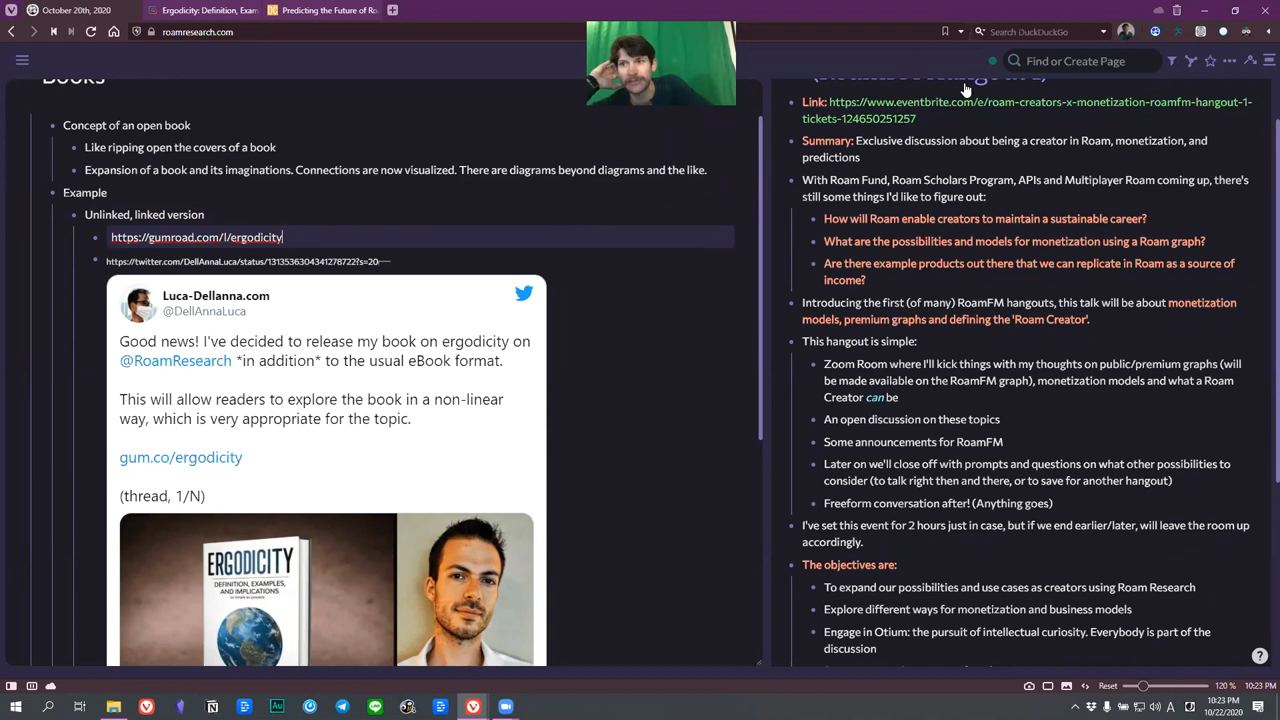 October 20th, 2020
Ergodicity: Definition, Exam
Predicting the Future of Ro
roamresearch.com
Search DuckDuckGo
Find or Create Page
Books
Concept of an open book
Like ripping open the covers of a book
Expansion of a book and its imaginations. Connections are now visualized. There are diagrams beyond diagrams and the like.
Example
Unlinked, linked version
https://gumroad.com/l/ergodicity
https://twitter.com/DellAnnaLuca/status/1313536304341278722?s=20
Luca-Dellanna.com
@DellAnnaLuca
Good news! I've decided to release my book on ergodicity on
@RoamResearch *in addition* to the usual eBook format.
This will allow readers to explore the book in a non-linear
way, which is very appropriate for the topic.
gum.co/ergodicity
(thread, 1/N)
ERGODICITY
DEFINITION, EXAMPLES,
AND IMPLICATIONS
Link: https://www.eventbrite.com/e/roam-creators-x-monetization-roamfm-hangout-1-
tickets-124650251257
Summary: Exclusive discussion about being a creator in Roam, monetization, and
predictions
With Roam Fund, Roam Scholars Program, APIs and Multiplayer Roam coming up, there's
still some things I'd like to figure out:
How will Roam enable creators to maintain a sustainable career?
What are the possibilities and models for monetization using a Roam graph?
Are there example products out there that we can replicate in Roam as a source of
income?
Introducing the first (of many) RoamFM hangouts, this talk will be about monetization
models, premium graphs and defining the 'Roam Creator'.
This hangout is simple:
Zoom Room where I'll kick things with my thoughts on public/premium graphs (will
be made available on the RoamFM graph), monetization models and what a Roam
Creator can be
An open discussion on these topics
Some announcements for RoamFM
Later on we'll close off with prompts and questions on what other possibilities to
consider (to talk right then and there, or to save for another hangout)
Freeform conversation after! (Anything goes)
I've set this event for 2 hours just in case, but if we end earlier/later, will leave the room up
accordingly.
The objectives are:
To expand our possibilities and use cases as creators using Roam Research
Explore different ways for monetization and business models
Engage in Otium: the pursuit of intellectual curiosity. Everybody is part of the
discussion
Reset
120 %
10:23 PM
10:23 PM
10/22/2020